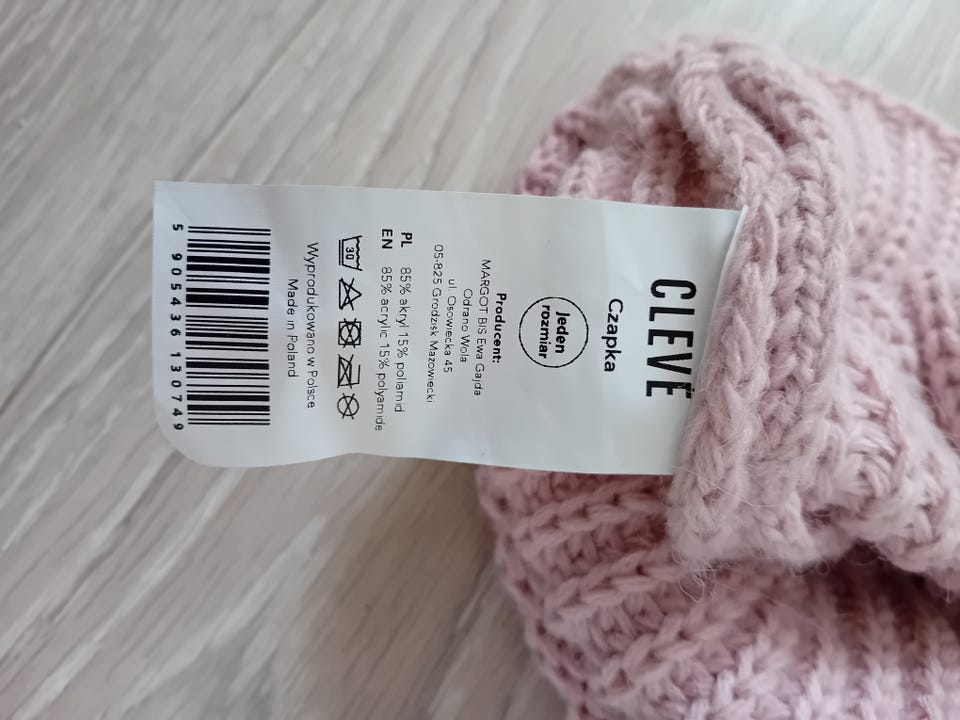 CLEVĒ
Czapka
Jeden
rozmiar
Producent:
MARGOT BIS Ewa Gajda
Odrano Wola
ul. Osowiecka 45
05-825 Grodzisk Mazowiecki
PL 85% akryl 15% poliamid
EN 85% acrylic 15% polyamide
30
Wyprodukowano w Polsce
Made in Poland
5 905436 130749